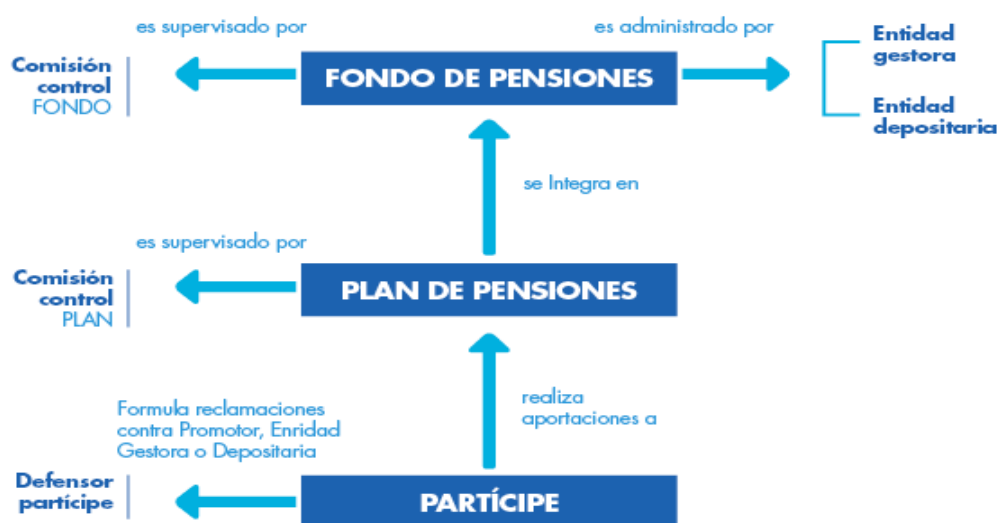 es supervisado por
es administrado por
Comisión
control
FONDO
FONDO DE PENSIONES
Entidad
gestora
Entidad
depositaria
se Integra en
es supervisado por
Comisión
control
PLAN
PLAN DE PENSIONES
realiza
aportaciones a
Formula reclamaciones
contra Promotor, Enridad
Gestora o Depositaria
Defensor
partícipe
PARTÍCIPE